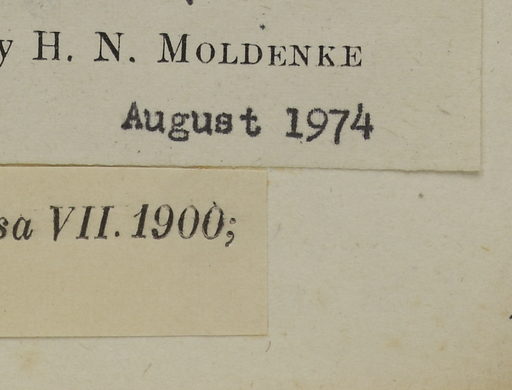 y H. N. MOLDENKE
August 1974
sa VII. 1900;